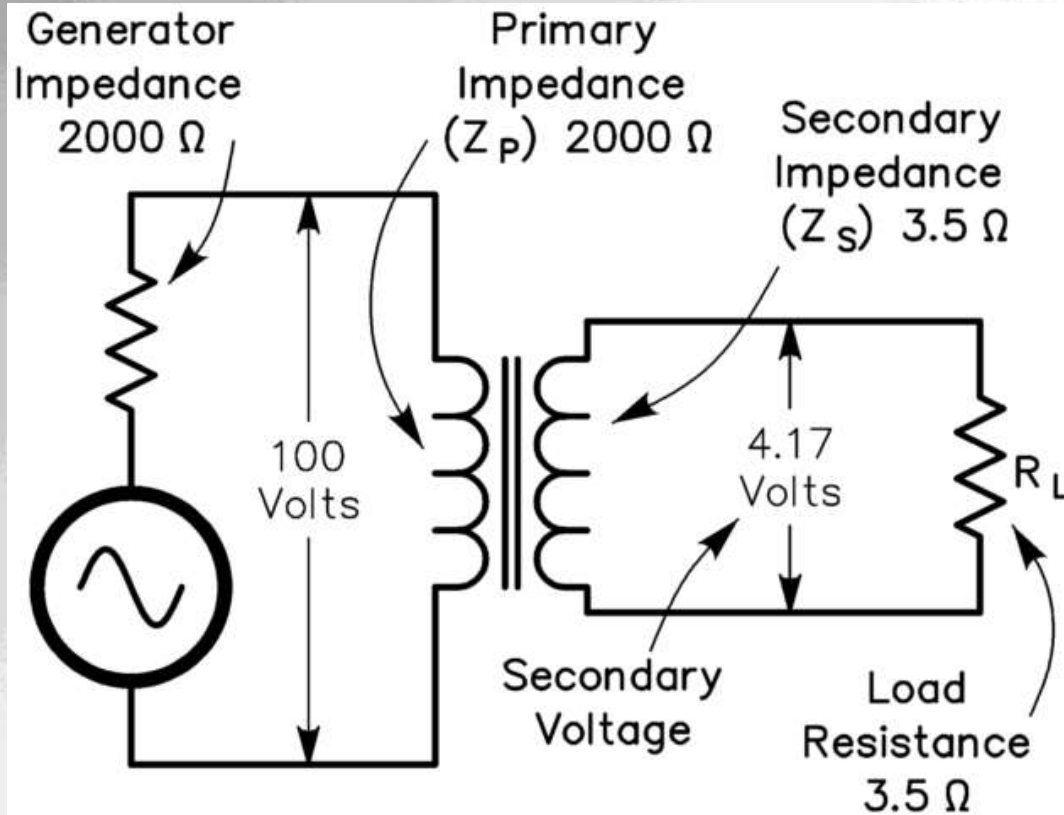 Generator
Impedance
2000 Ω
Primary
Impedance
(Z P) 2000 Ω
Secondary
Impedance
(Z S) 3.5 Ω
100
Volts
4.17
Volts
R L
Secondary
Voltage
Load
Resistance
3.5 Ω